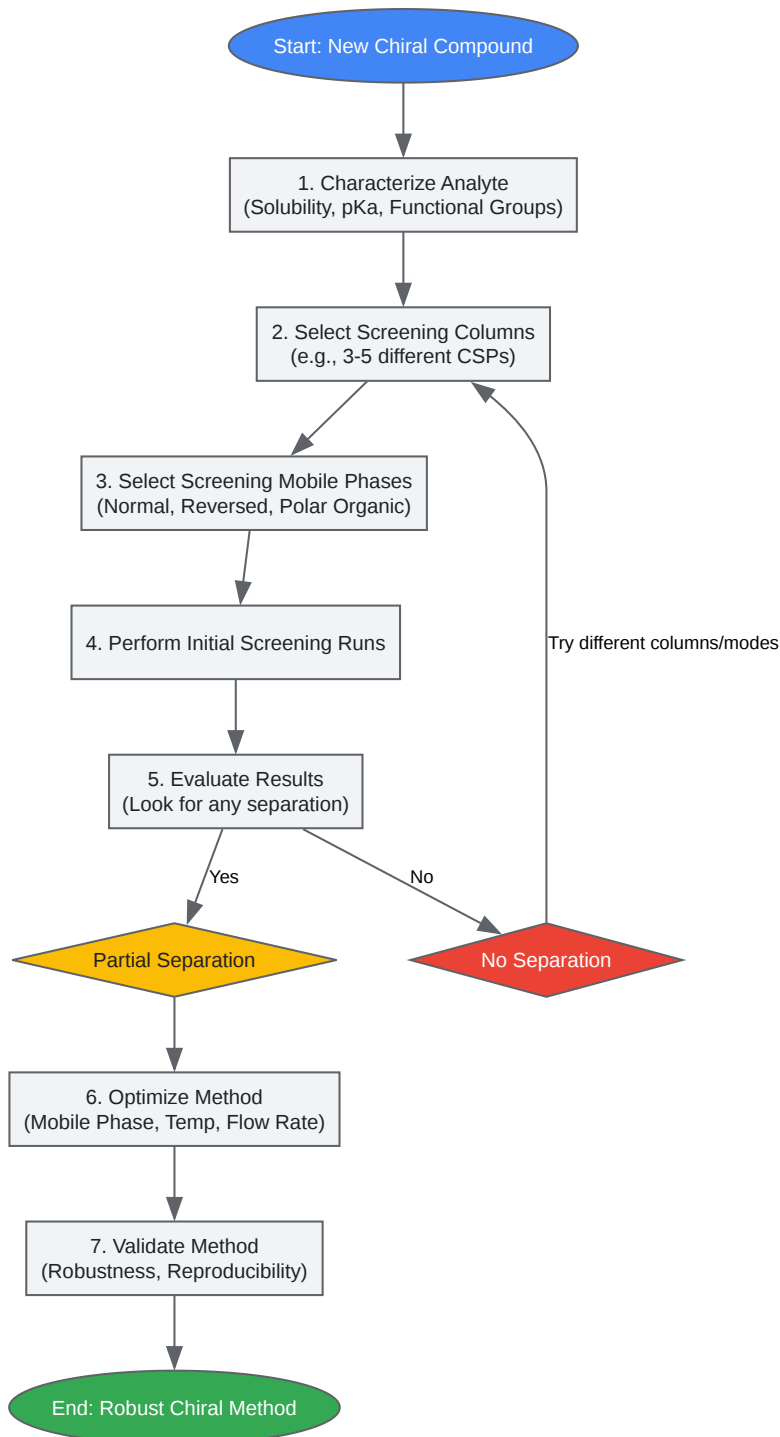 Start: New Chiral Compound
1. Characterize Analyte
(Solubility, pKa, Functional Groups)
2. Select Screening Columns
(e.g., 3-5 different CSPs)
3. Select Screening Mobile Phases
(Normal, Reversed, Polar Organic)
4. Perform Initial Screening Runs
Try different columns/modes
5. Evaluate Results
(Look for any separation)
Yes
No
Partial Separation
No Separation
6. Optimize Method
(Mobile Phase, Temp, Flow Rate)
7. Validate Method
(Robustness, Reproducibility)
End: Robust Chiral Method